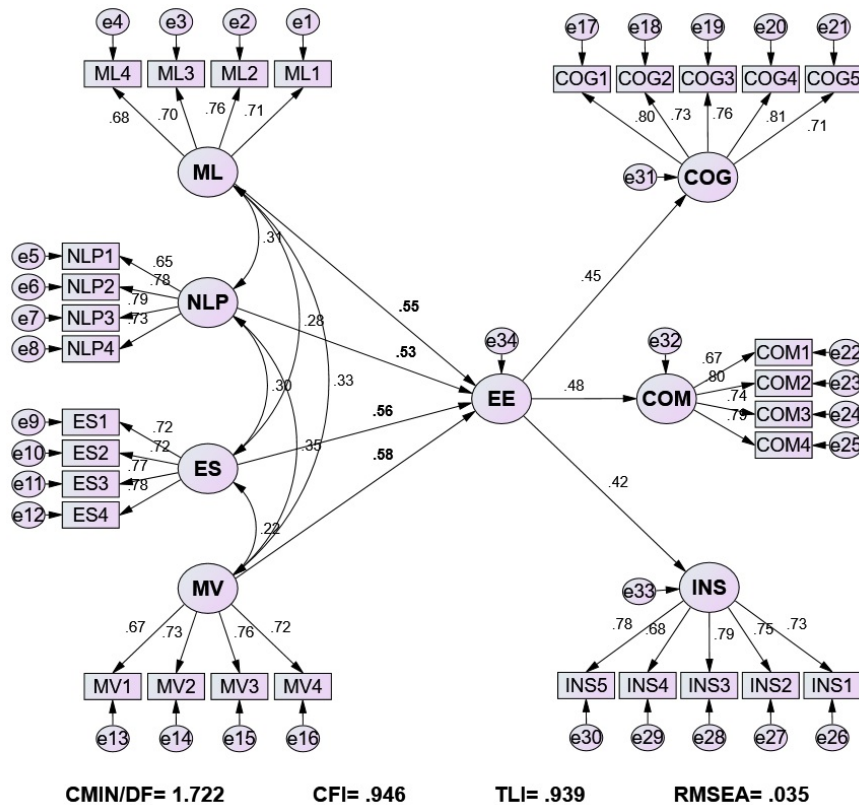 e4 e3 e2 e1
ML4 ML3 ML2 ML1
.68 .70 .76 .71
ML
e17 e18 e19 e20 e21
COG1 COG2 COG3 COG4 COG5
.80 .73 .76 .81 .71
e31 COG
.31
e5 NLP1 .65
e6 NLP2 .78
e7 NLP3 .79
e8 NLP4 .73
NLP
.28
.30
.33
.35
.22
.55
.53
.56
.58
e34
EE
.45
.48
.42
e32
COM
.67 COM1 e22
.80 COM2 e23
.74 COM3 e24
.79 COM4 e25
e9 ES1 .72
e10 ES2 .72
e11 ES3 .77
e12 ES4 .78
ES
MV
.67 .73 .76 .72
MV1 MV2 MV3 MV4
e13 e14 e15 e16
e33 INS
.78 .68 .79 .75 .73
INS5 INS4 INS3 INS2 INS1
e30 e29 e28 e27 e26
CMIN/DF= 1.722 CFI= .946 TLI= .939 RMSEA= .035